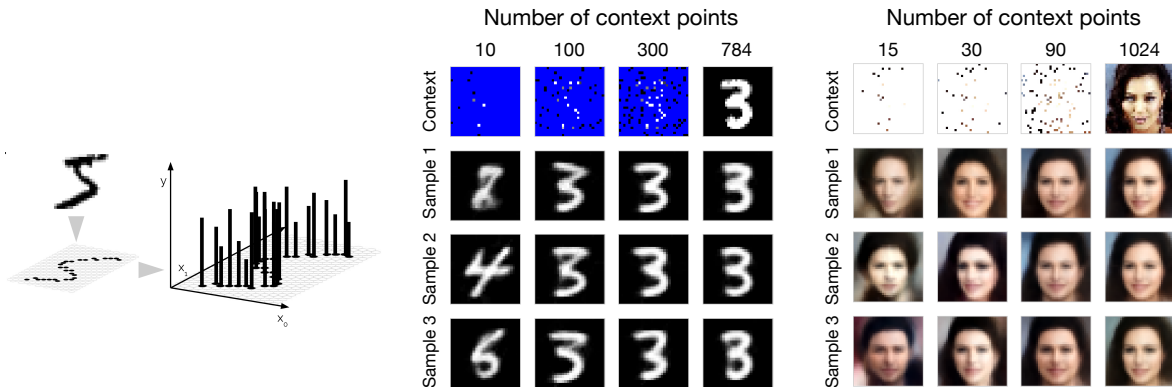 y
x₁
x₀
Number of context points
10 100 300 784
Context
Sample 1
Sample 2
Sample 3
Number of context points
15 30 90 1024
Context
Sample 1
Sample 2
Sample 3